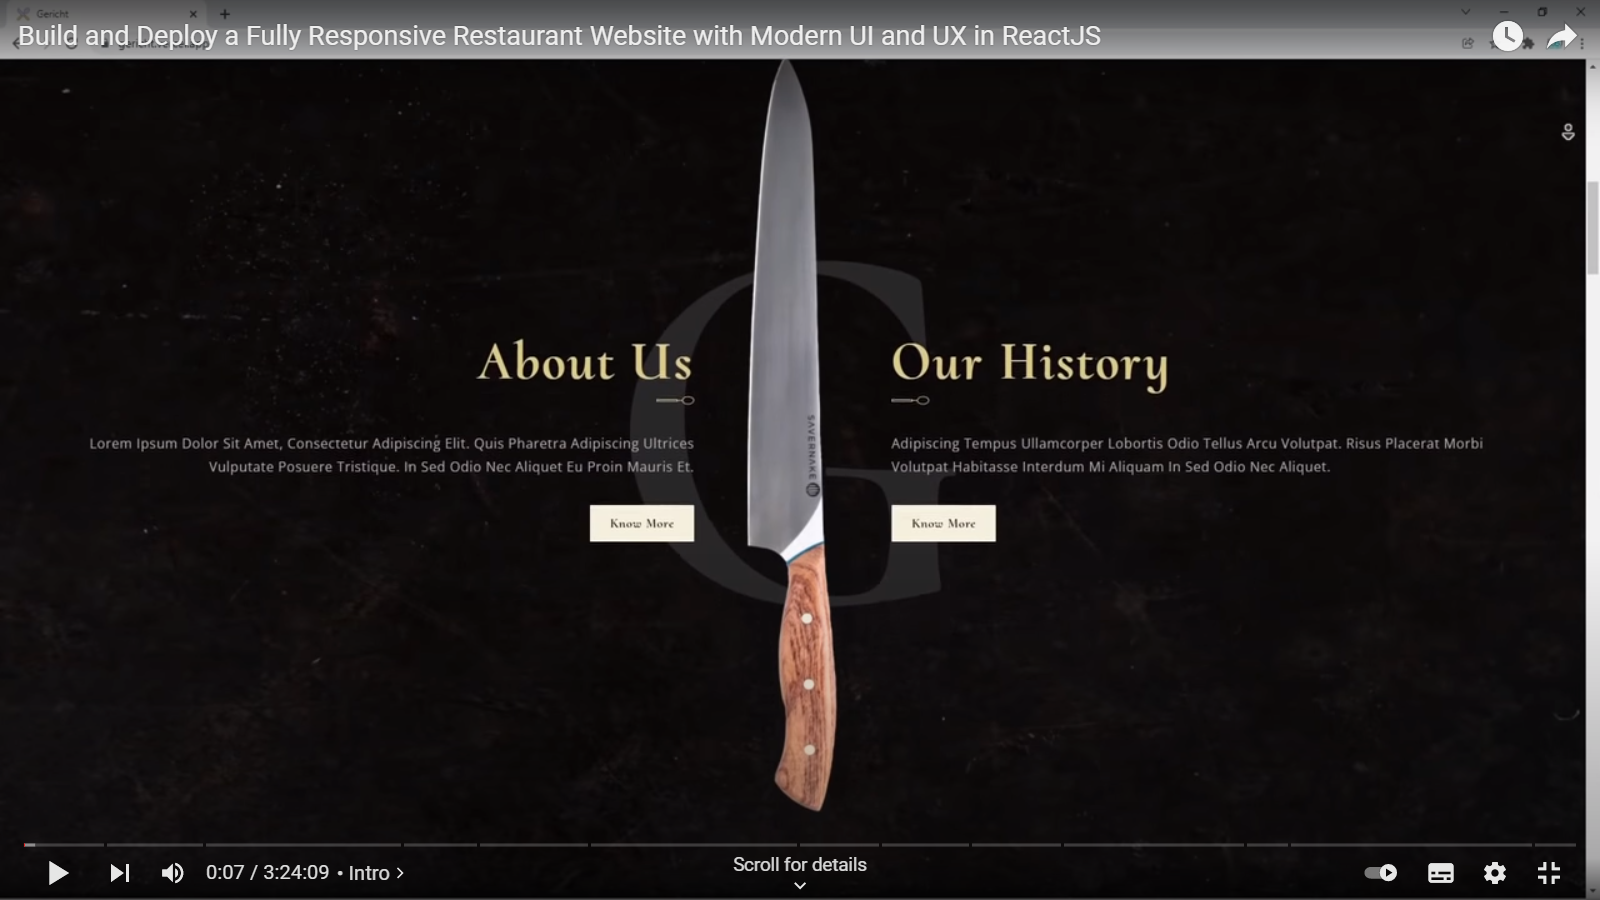 Gericht
Build and Deploy a Fully Responsive Restaurant Website with Modern UI and UX in ReactJS
G
About Us
Lorem Ipsum Dolor Sit Amet, Consectetur Adipiscing Elit. Quis Pharetra Adipiscing Ultrices
Vulputate Posuere Tristique. In Sed Odio Nec Aliquet Eu Proin Mauris Et.
Know More
SAVERNAKE
Our History
Adipiscing Tempus Ullamcorper Lobortis Odio Tellus Arcu Volutpat. Risus Placerat Morbi
Volutpat Habitasse Interdum Mi Aliquam In Sed Odio Nec Aliquet.
Know More
0:07 / 3:24:09 • Intro
Scroll for details